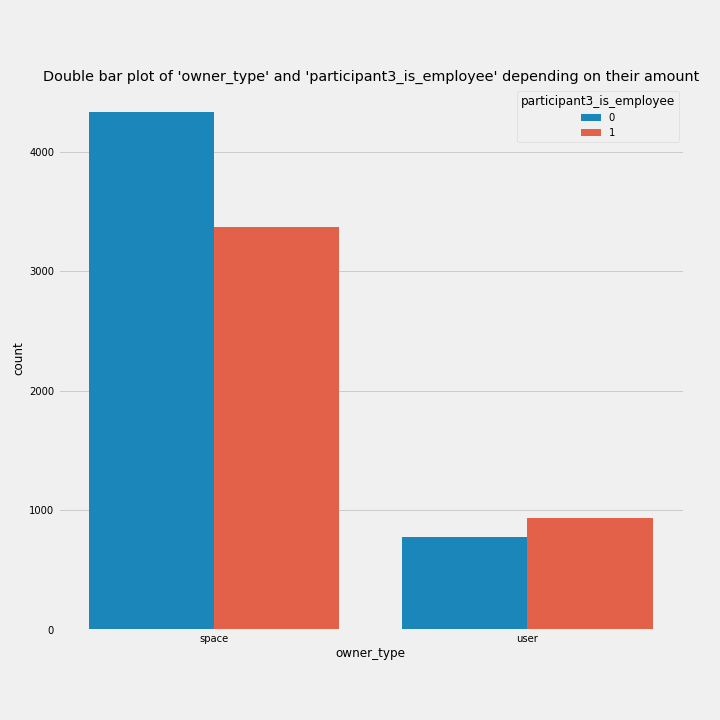 Double bar plot of 'owner_type' and 'participant3_is_employee' depending on their amount
participant3_is_employee
0
1
4000
3000
2000
1000
0
count
space
user
owner_type